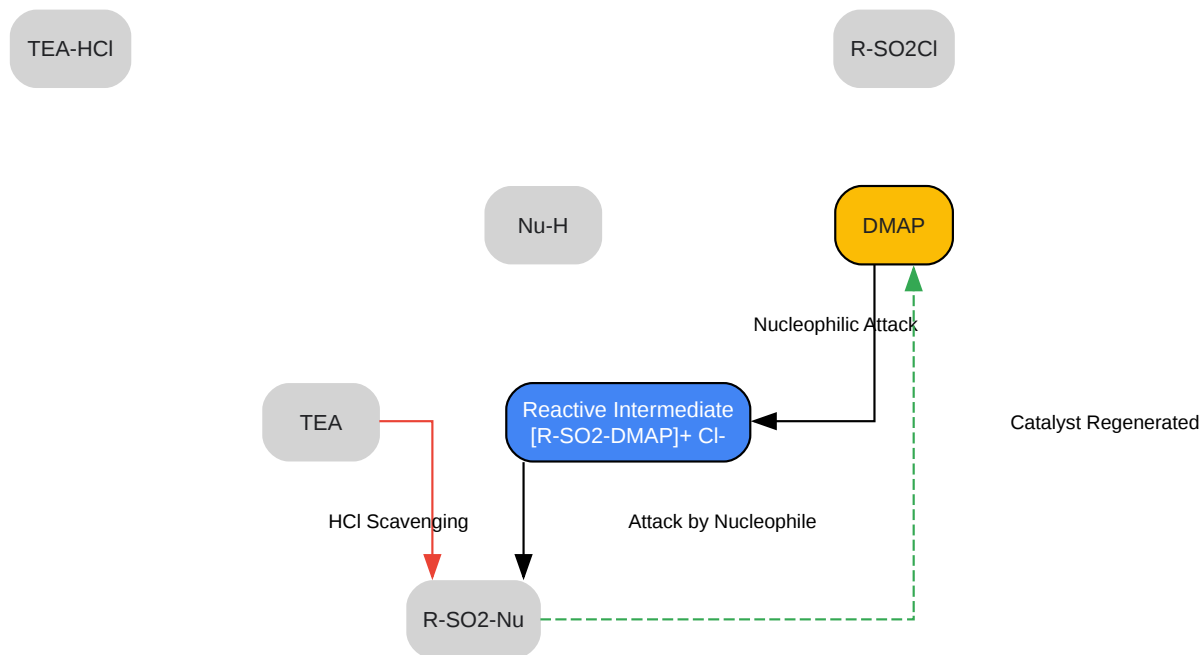 TEA-HCl
R-SO2Cl
Nu-H
DMAP
Nucleophilic Attack
TEA
Reactive Intermediate
[R-SO2-DMAP]+ Cl-
Catalyst Regenerated
HCl Scavenging
Attack by Nucleophile
R-SO2-Nu